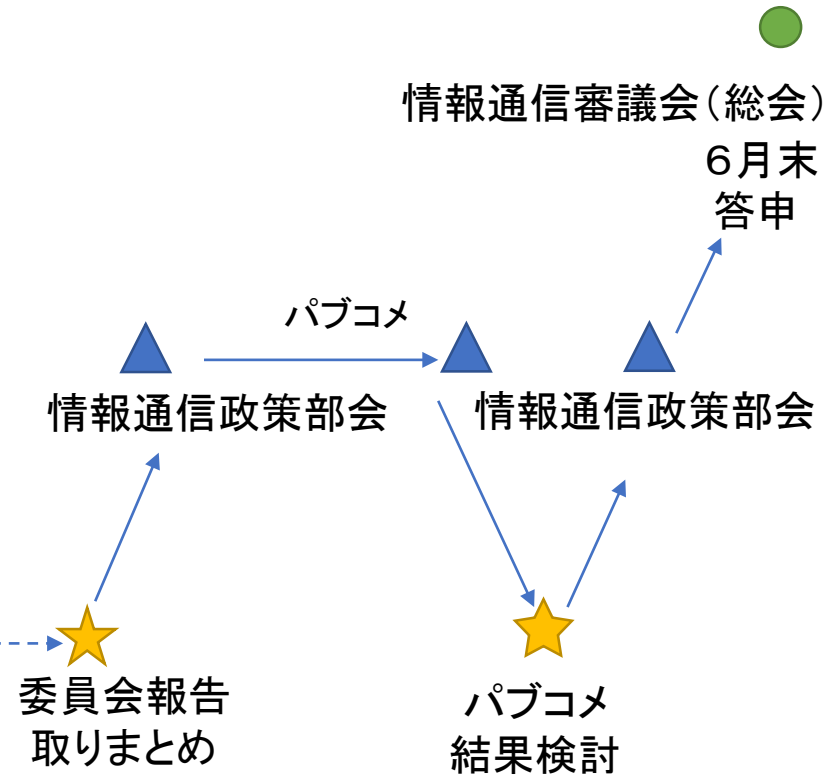 情報通信審議会（総会）
６月末
答申
パブコメ
情報通信政策部会
情報通信政策部会
委員会報告
取りまとめ
パブコメ
結果検討